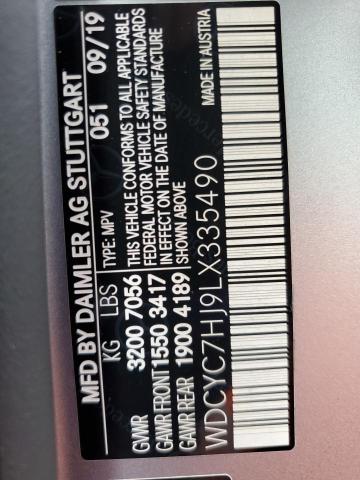 MFD BY DAIMLER AG STUTTGART
051 09/19
KG LBS TYPE: MPV
GVWR 3200 7056 THIS VEHICLE CONFORMS TO ALL APPLICABLE
FEDERAL MOTOR VEHICLE SAFETY STANDARDS
GAWR FRONT 1550 3417 IN EFFECT ON THE DATE OF MANUFACTURE
GAWR REAR 1900 4189 SHOWN ABOVE
MADE IN AUSTRIA
WDCYC7HJ9LX335490